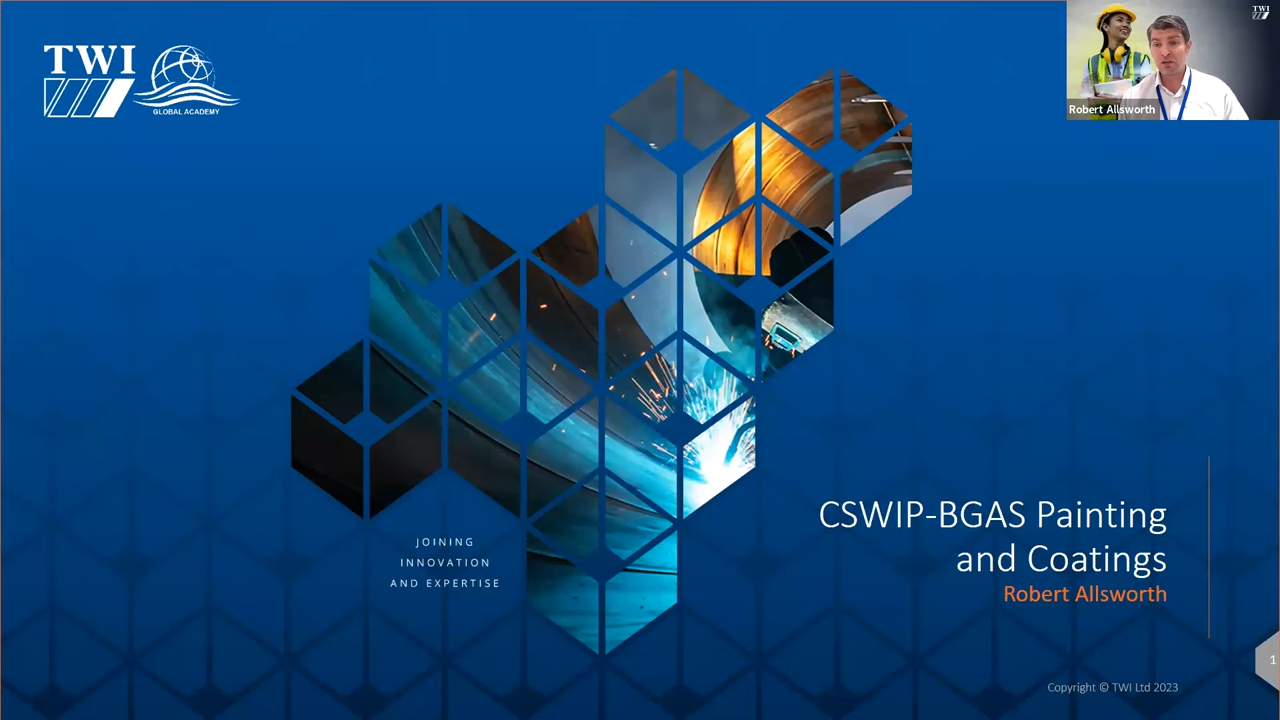 TWI
GLOBAL ACADEMY
TWI
Robert Allsworth
JOINING
INNOVATION
AND EXPERTISE
CSWIP-BGAS Painting
and Coatings
Robert Allsworth
1
Copyright © TWI Ltd 2023